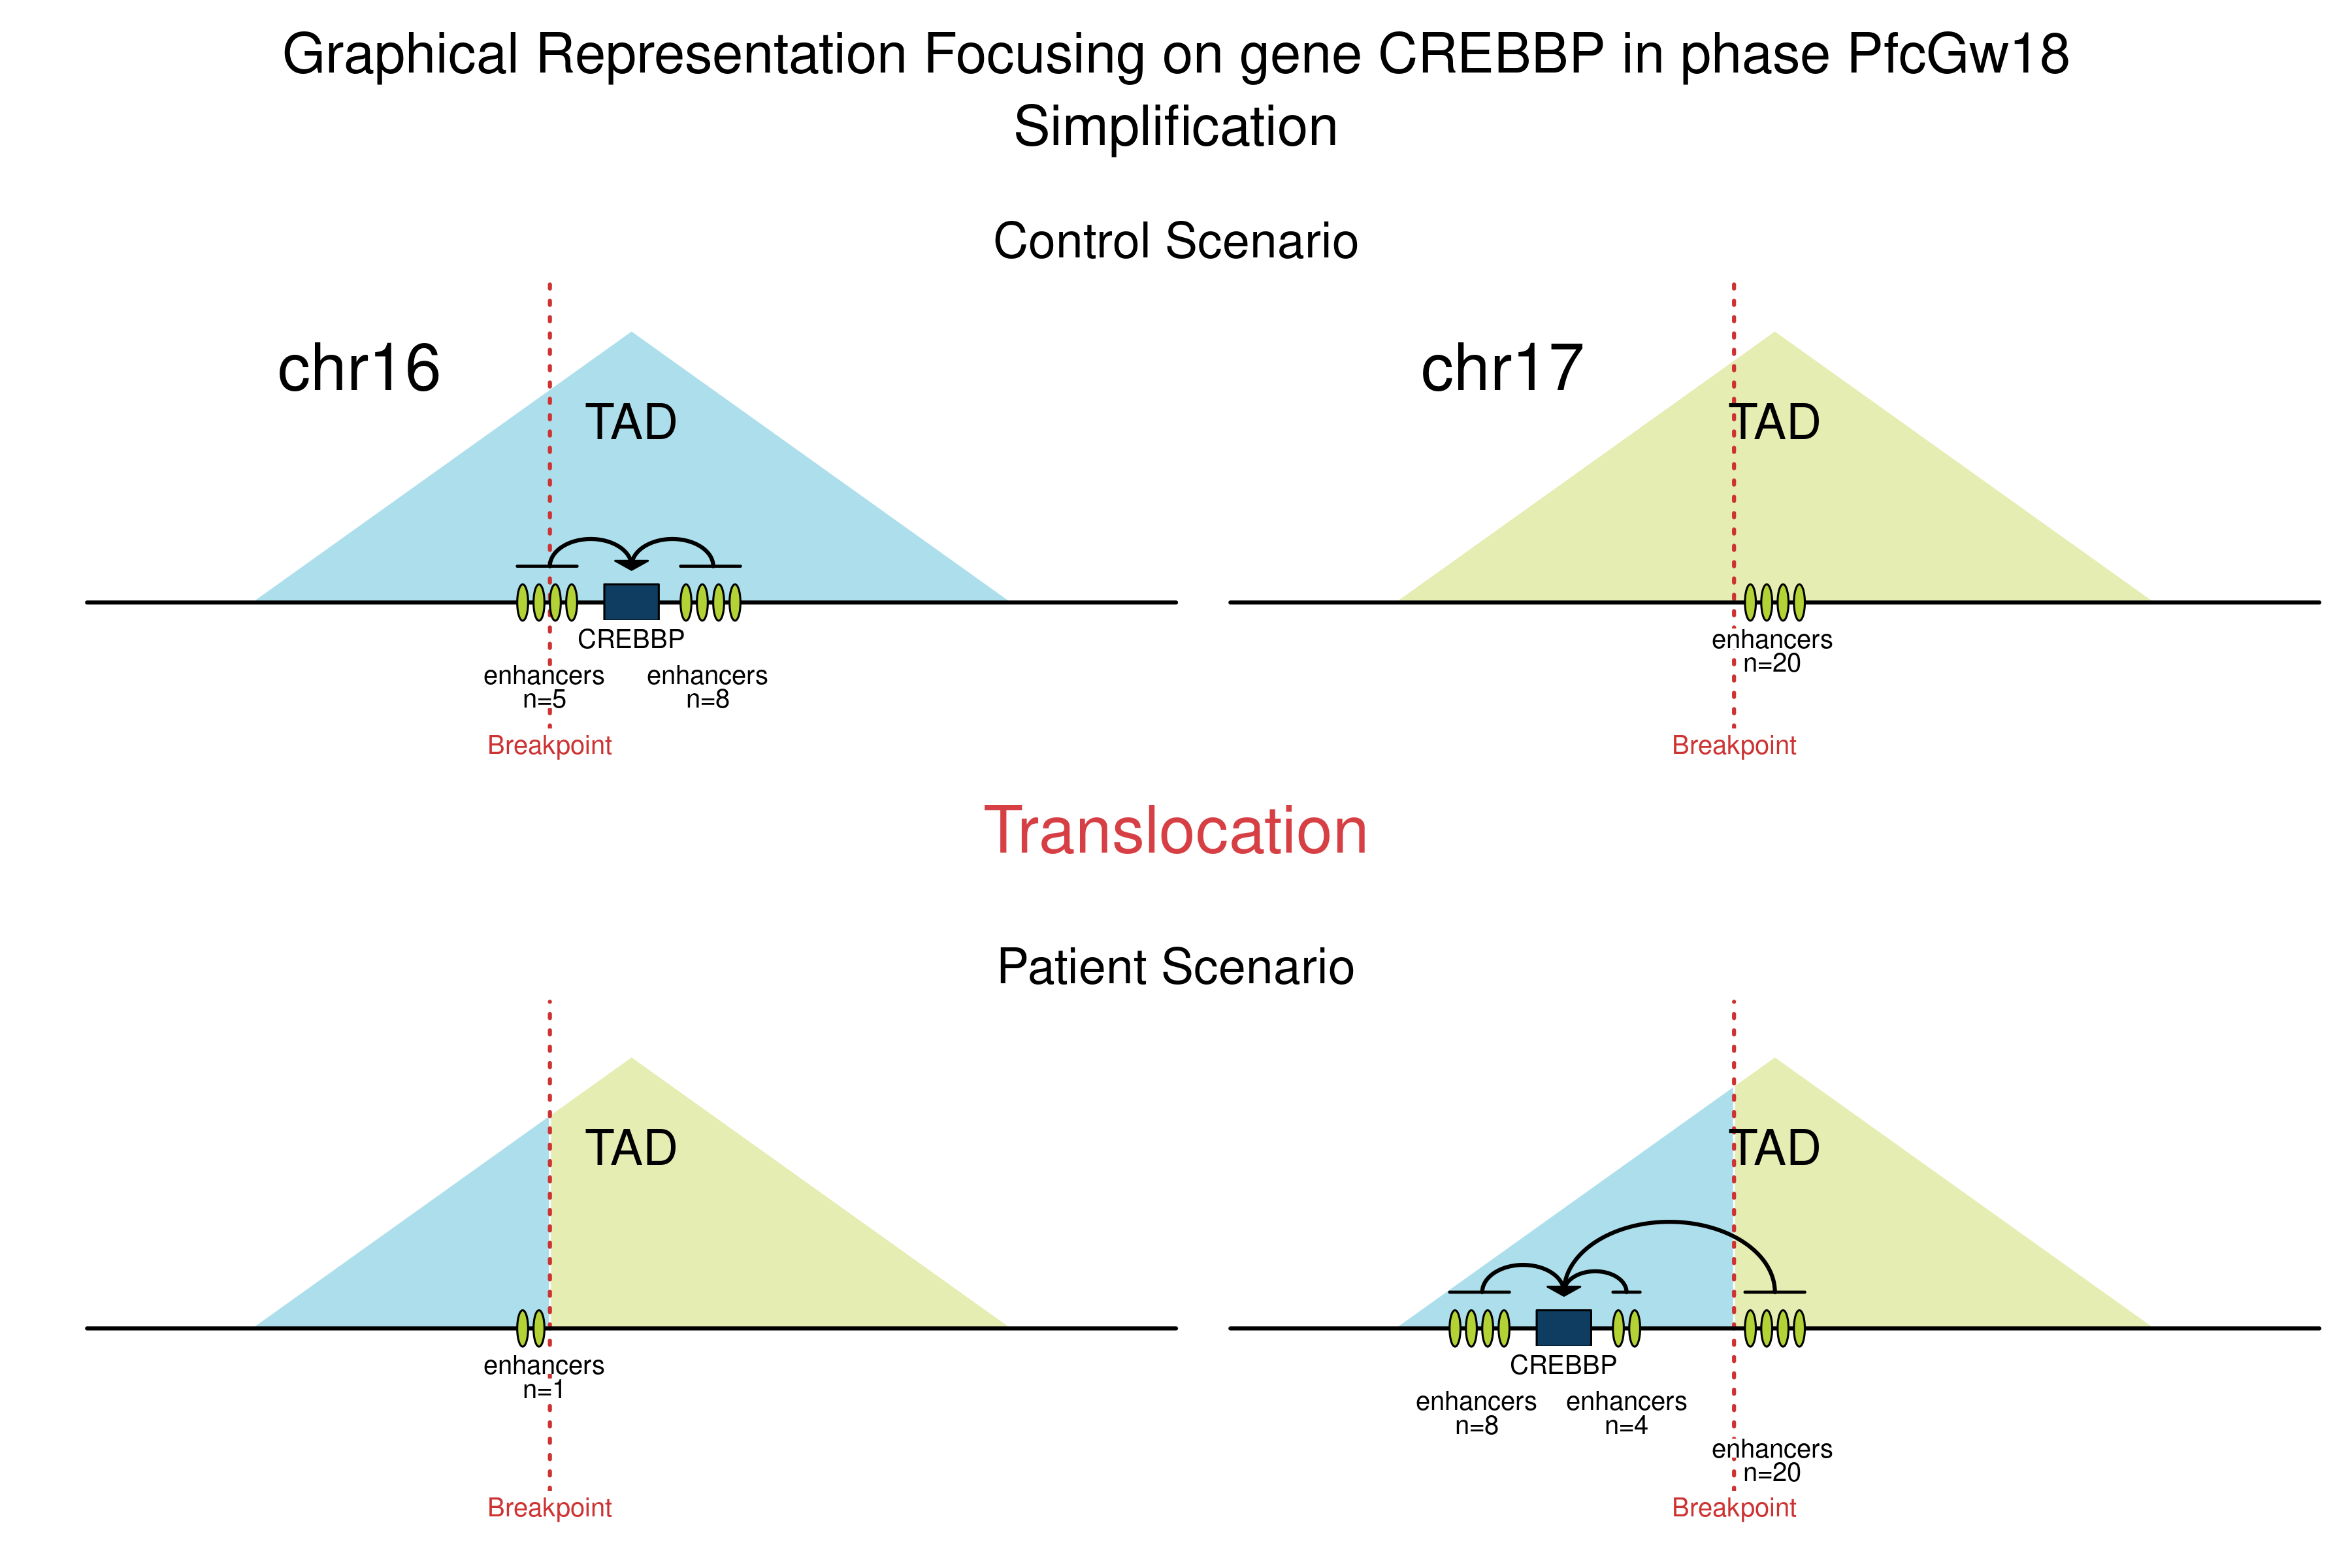 Graphical Representation Focusing on gene CREBBP in phase PfcGw18
Simplification
Control Scenario
chr16
TAD
CREBBP
enhancers
n=5
enhancers
n=8
Breakpoint
chr17
TAD
enhancers
n=20
Breakpoint
Translocation
Patient Scenario
TAD
enhancers
n=1
Breakpoint
TAD
CREBBP
enhancers
n=8
enhancers
n=4
enhancers
n=20
Breakpoint